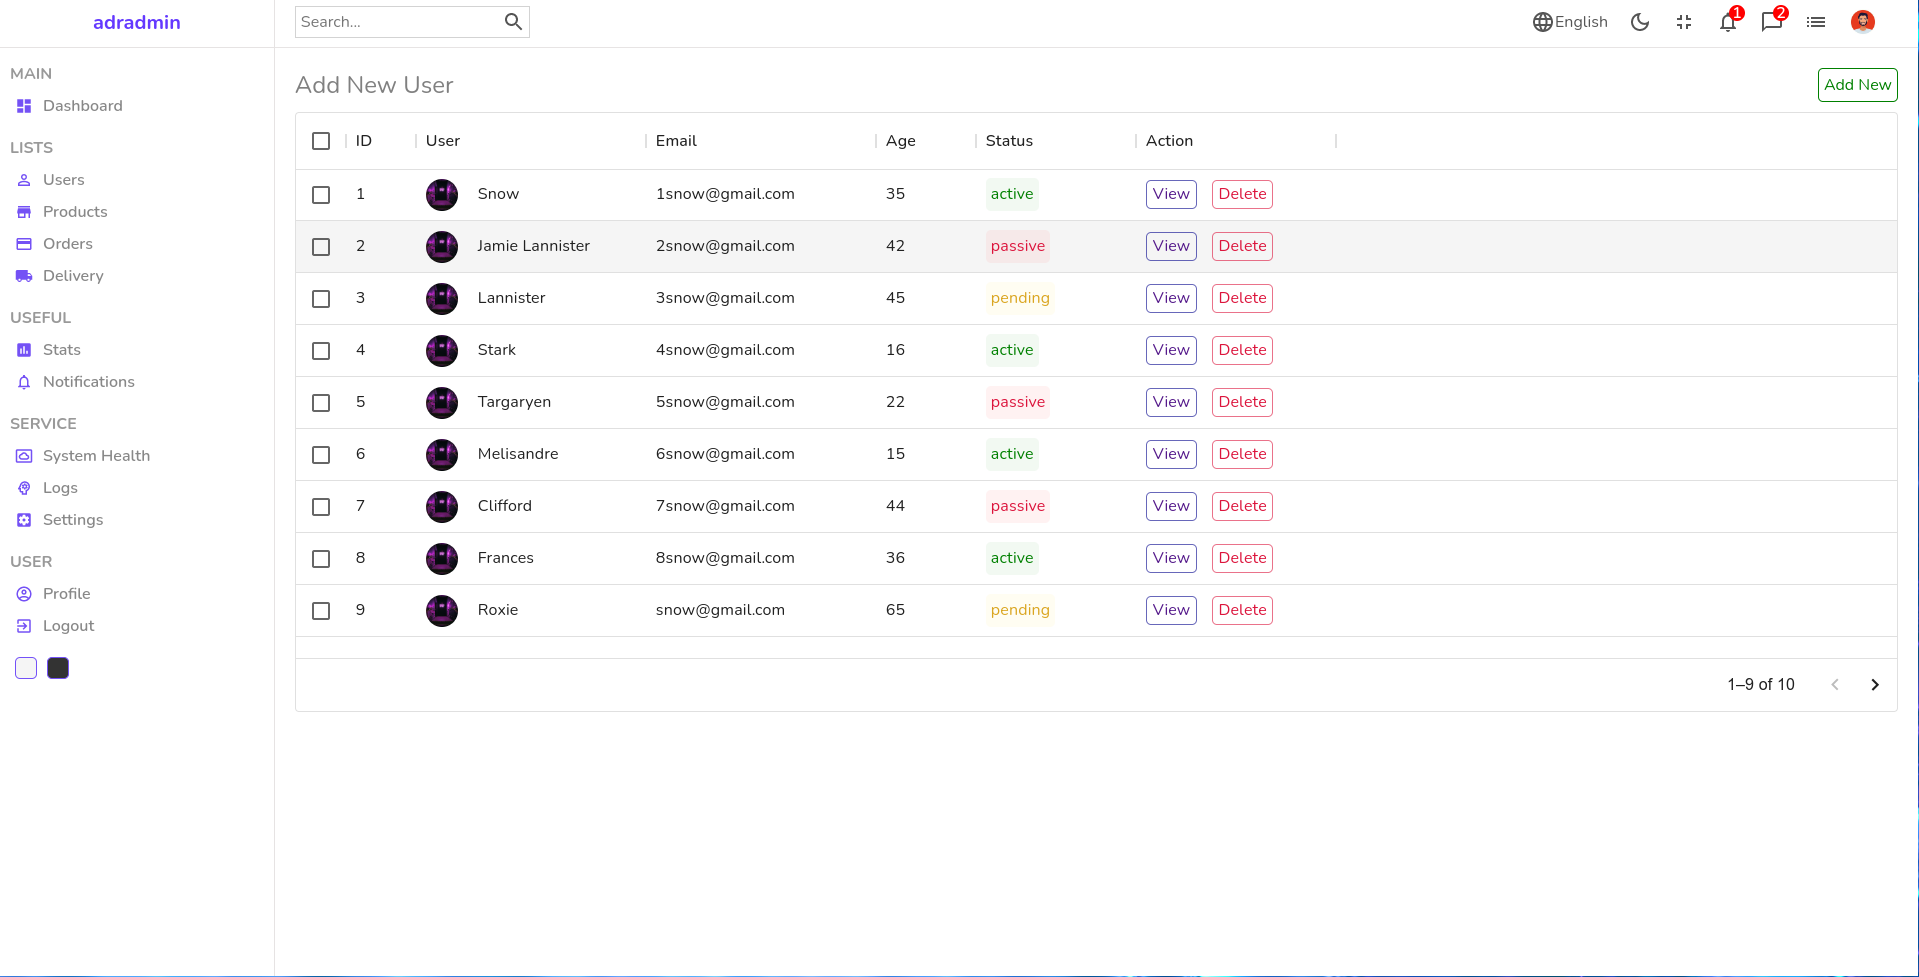 adradmin
Search...
English
1
2
MAIN
Dashboard
LISTS
Users
Products
Orders
Delivery
USEFUL
Stats
Notifications
SERVICE
System Health
Logs
Settings
USER
Profile
Logout
Add New User
Add New
ID User Email Age Status Action
1 Snow 1snow@gmail.com 35 active View Delete
2 Jamie Lannister 2snow@gmail.com 42 passive View Delete
3 Lannister 3snow@gmail.com 45 pending View Delete
4 Stark 4snow@gmail.com 16 active View Delete
5 Targaryen 5snow@gmail.com 22 passive View Delete
6 Melisandre 6snow@gmail.com 15 active View Delete
7 Clifford 7snow@gmail.com 44 passive View Delete
8 Frances 8snow@gmail.com 36 active View Delete
9 Roxie snow@gmail.com 65 pending View Delete
1–9 of 10